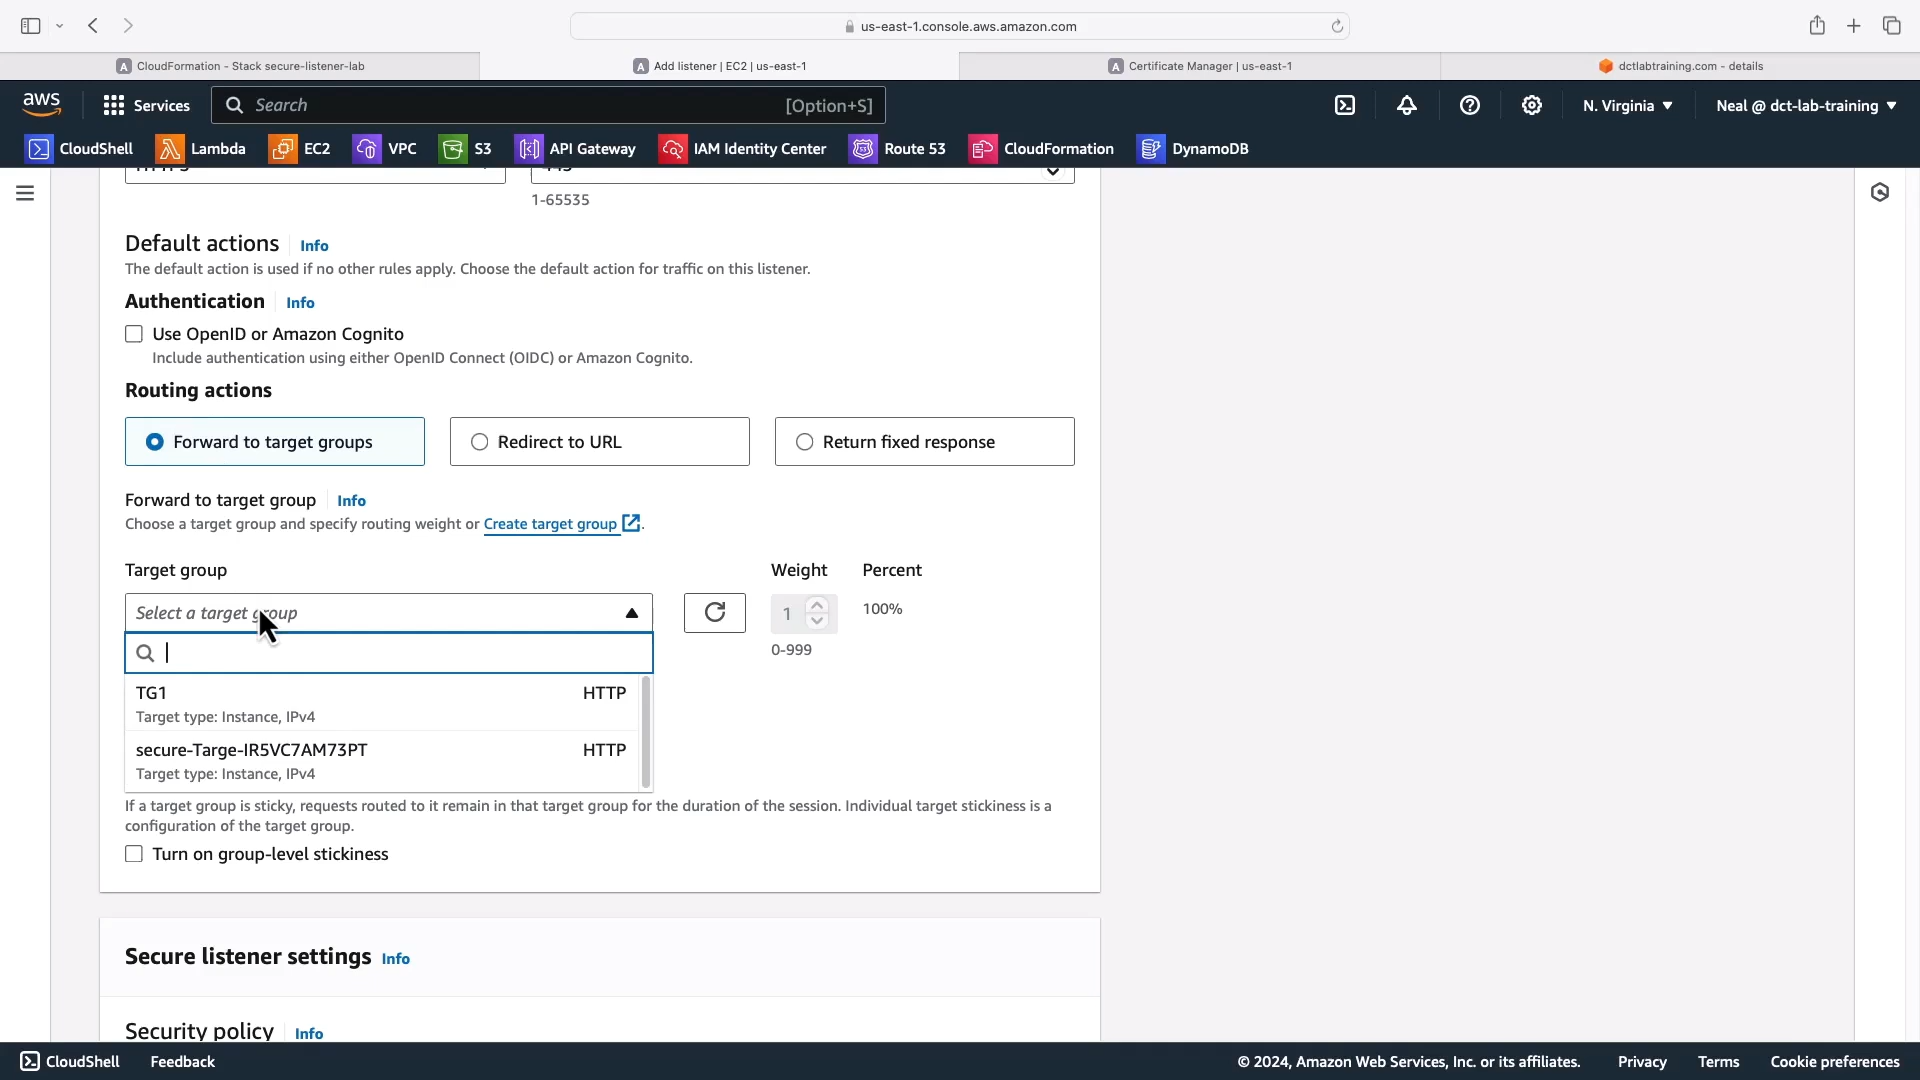 us-east-1.console.aws.amazon.com
CloudFormation - Stack secure-listener-lab
Add listener | EC2 | us-east-1
Certificate Manager | us-east-1
dctlabtraining.com - details
aws
Services
Search
[Option+S]
N. Virginia
Neal @ dct-lab-training
CloudShell
Lambda
EC2
VPC
S3
API Gateway
IAM Identity Center
Route 53
CloudFormation
DynamoDB
1-65535
Default actions Info
The default action is used if no other rules apply. Choose the default action for traffic on this listener.
Authentication Info
Use OpenID or Amazon Cognito
Include authentication using either OpenID Connect (OIDC) or Amazon Cognito.
Routing actions
Forward to target groups
Redirect to URL
Return fixed response
Forward to target group Info
Choose a target group and specify routing weight or Create target group.
Target group
Weight
Percent
Select a target group
1
100%
0-999
TG1
HTTP
Target type: Instance, IPv4
secure-Targe-IR5VC7AM73PT
HTTP
Target type: Instance, IPv4
If a target group is sticky, requests routed to it remain in that target group for the duration of the session. Individual target stickiness is a
configuration of the target group.
Turn on group-level stickiness
Secure listener settings Info
Security policy Info
CloudShell
Feedback
© 2024, Amazon Web Services, Inc. or its affiliates.
Privacy
Terms
Cookie preferences